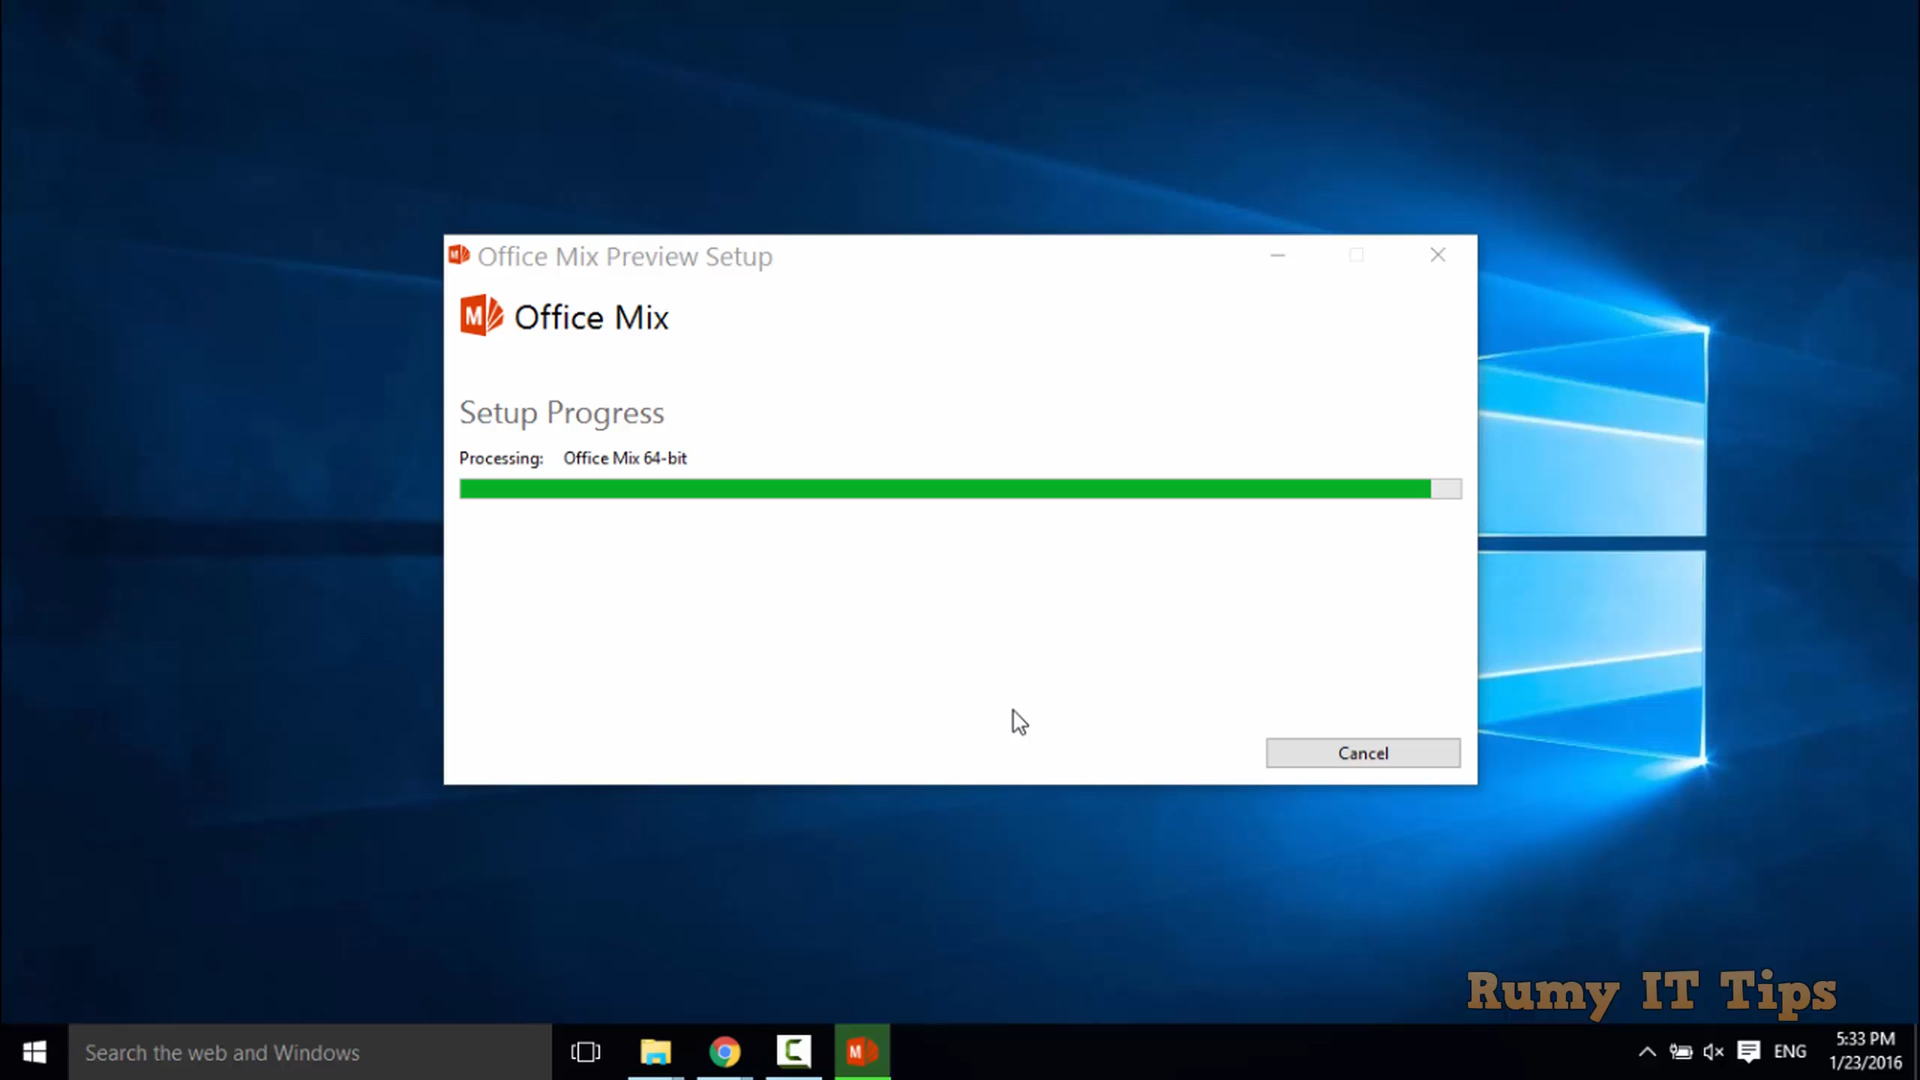 Office Mix Preview Setup
M Office Mix
Setup Progress
Processing: Office Mix 64-bit
Cancel
Rumy IT Tips
Search the web and Windows
ENG
5:33 PM
1/23/2016